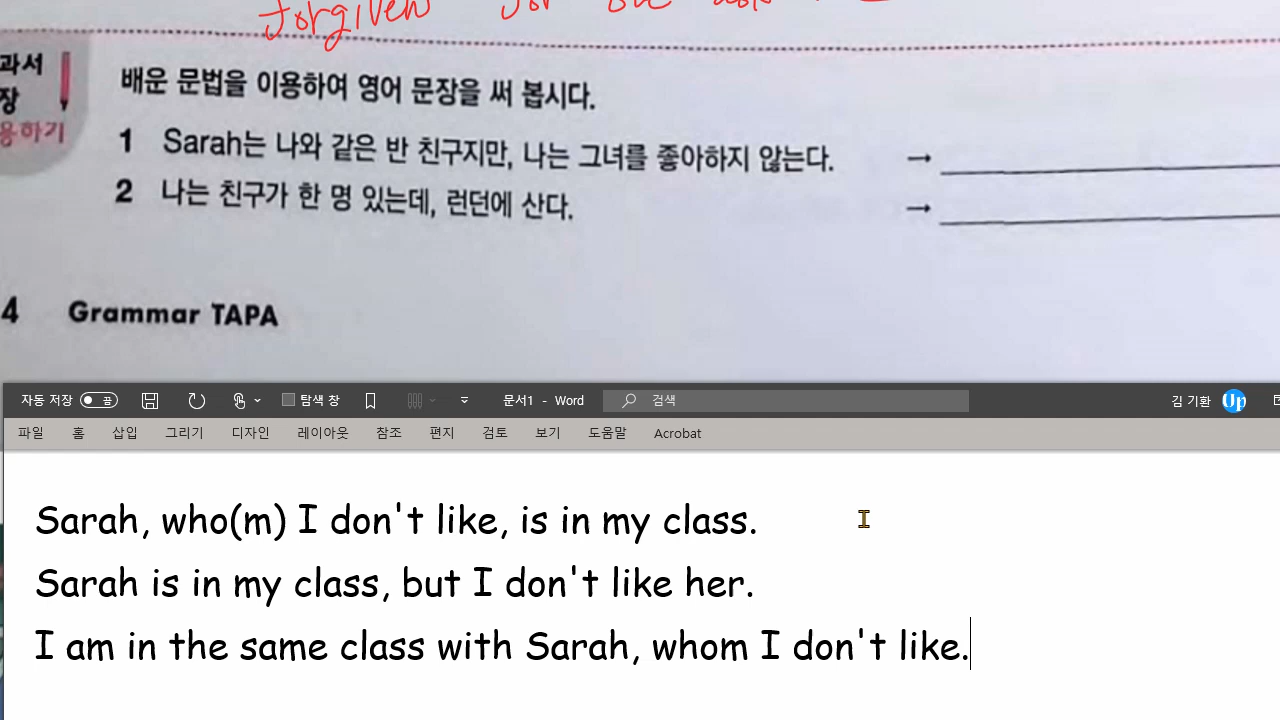 forgiven for
과서
장
용하기
배운 문법을 이용하여 영어 문장을 써 봅시다.
1 Sarah는 나와 같은 반 친구지만, 나는 그녀를 좋아하지 않는다. →
2 나는 친구가 한 명 있는데, 런던에 산다. →
4 Grammar TAPA
자동 저장 끔 탐색 창 문서1 - Word 검색 김 기환 Up
파일 홈 삽입 그리기 디자인 레이아웃 참조 편지 검토 보기 도움말 Acrobat
Sarah, who(m) I don't like, is in my class.
Sarah is in my class, but I don't like her.
I am in the same class with Sarah, whom I don't like.